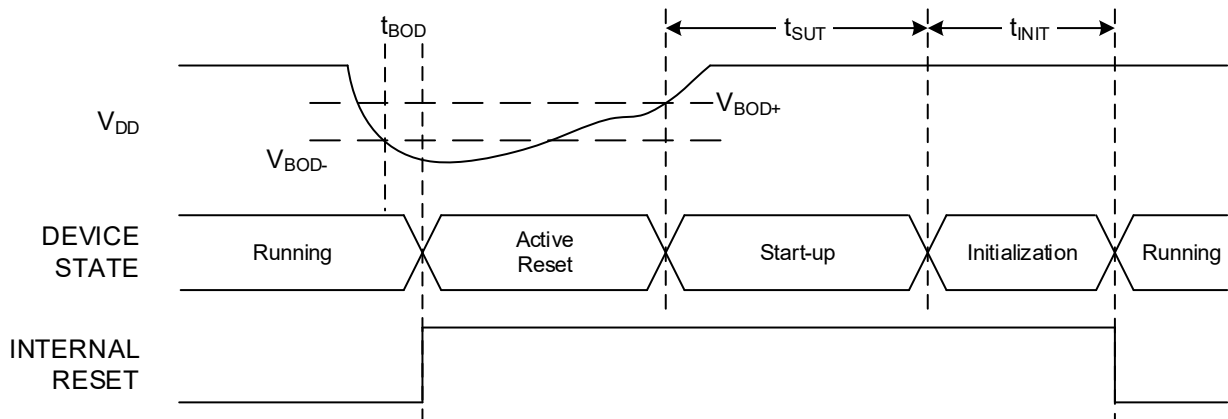 tBOD
tSUT
tINIT
VDD
VBOD+
VBOD-
DEVICE
STATE
Running
Active
Reset
Start-up
Initialization
Running
INTERNAL
RESET